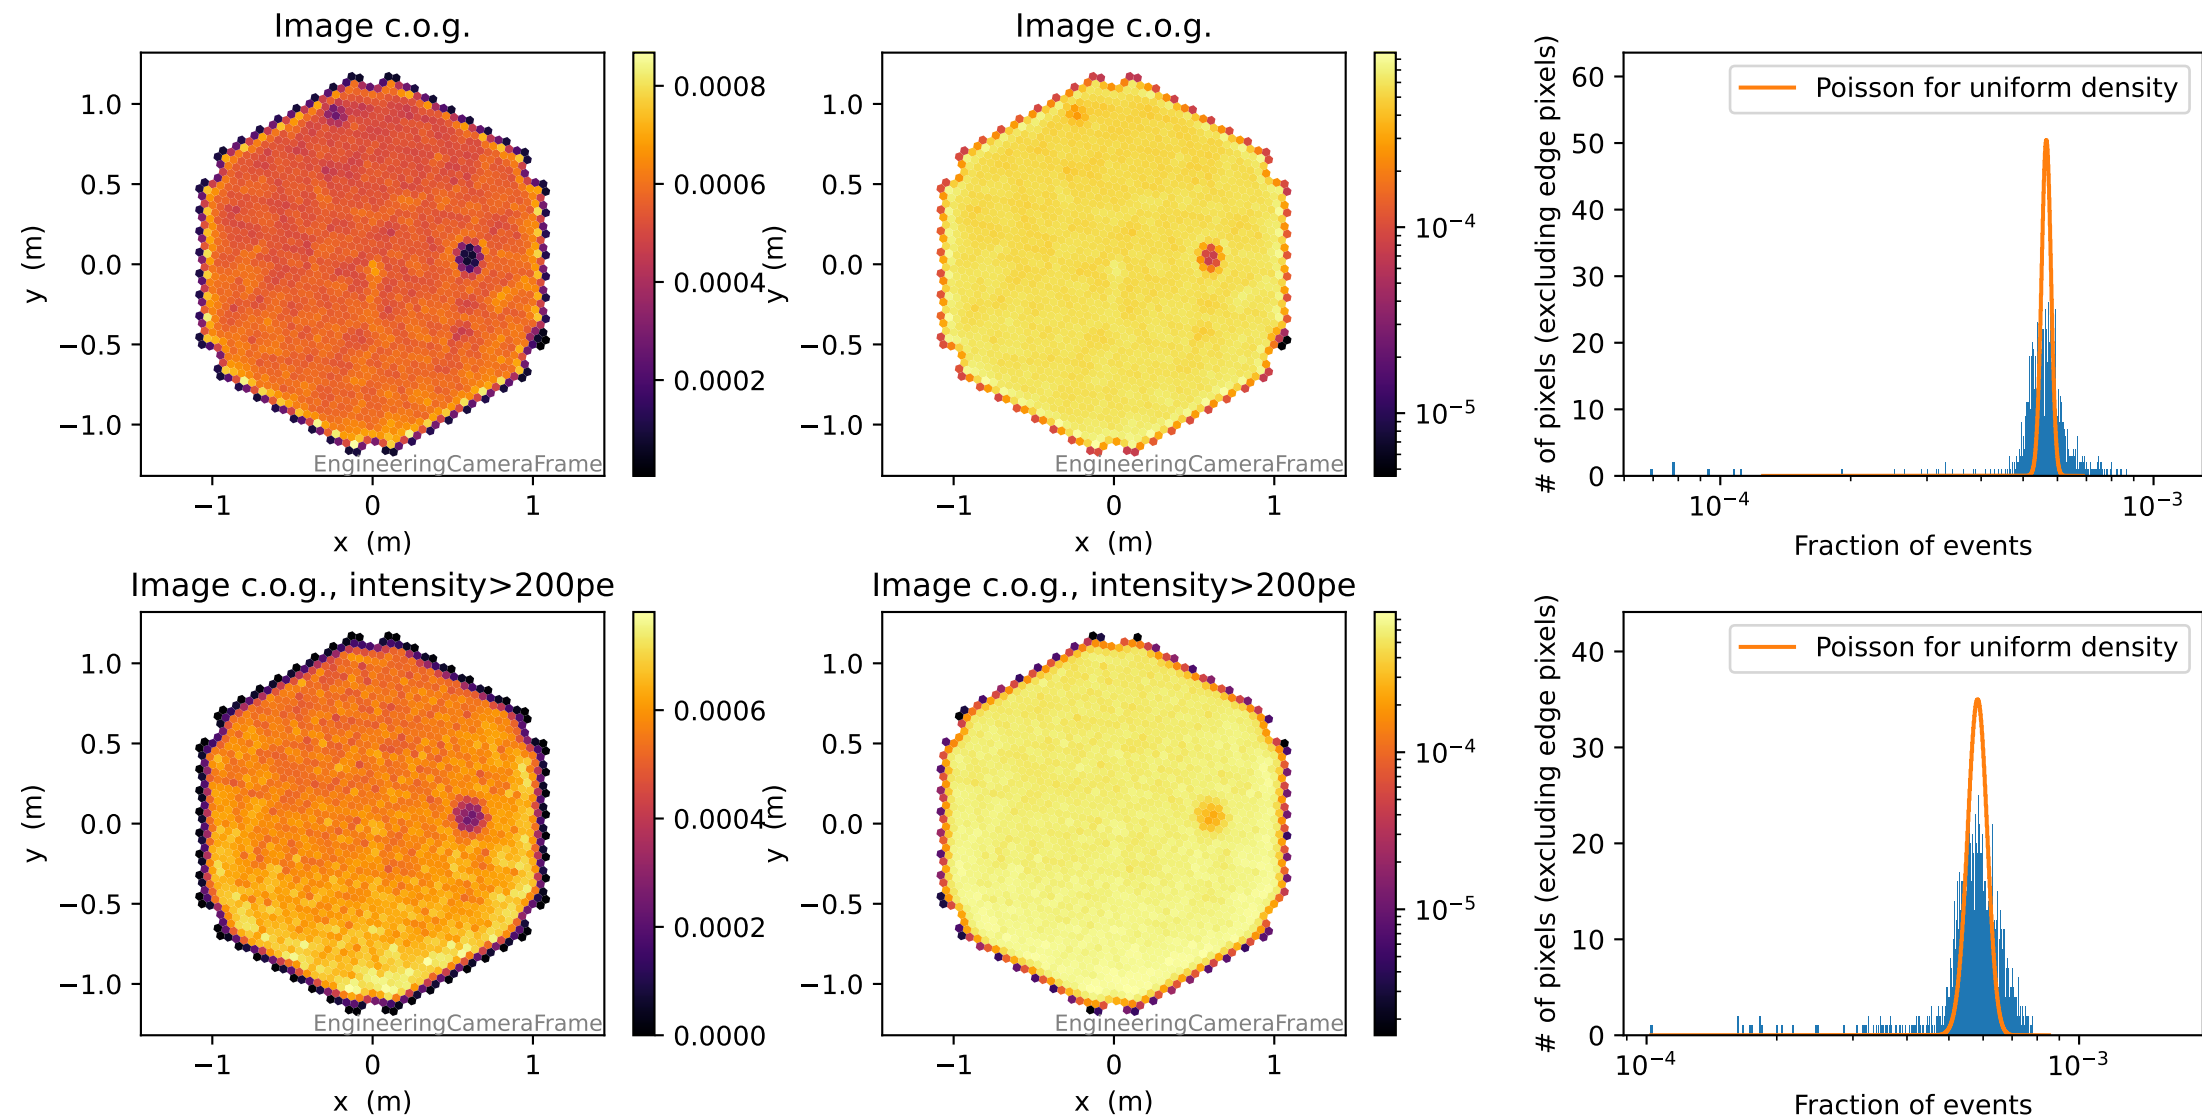 Image c.o.g.
1.0
0.5
0.0
−0.5
−1.0
y (m)
−1
0
1
x (m)
EngineeringCameraFrame
0.0008
0.0006
0.0004
0.0002
Image c.o.g.
1.0
0.5
0.0
−0.5
−1.0
y (m)
−1
0
1
x (m)
EngineeringCameraFrame
10−4
10−5
# of pixels (excluding edge pixels)
60
50
40
30
20
10
0
Poisson for uniform density
10−4
10−3
Fraction of events
Image c.o.g., intensity>200pe
1.0
0.5
0.0
−0.5
−1.0
y (m)
−1
0
1
x (m)
EngineeringCameraFrame
0.0006
0.0004
0.0002
0.0000
Image c.o.g., intensity>200pe
1.0
0.5
0.0
−0.5
−1.0
y (m)
−1
0
1
x (m)
EngineeringCameraFrame
10−4
10−5
# of pixels (excluding edge pixels)
40
30
20
10
0
Poisson for uniform density
10−4
10−3
Fraction of events